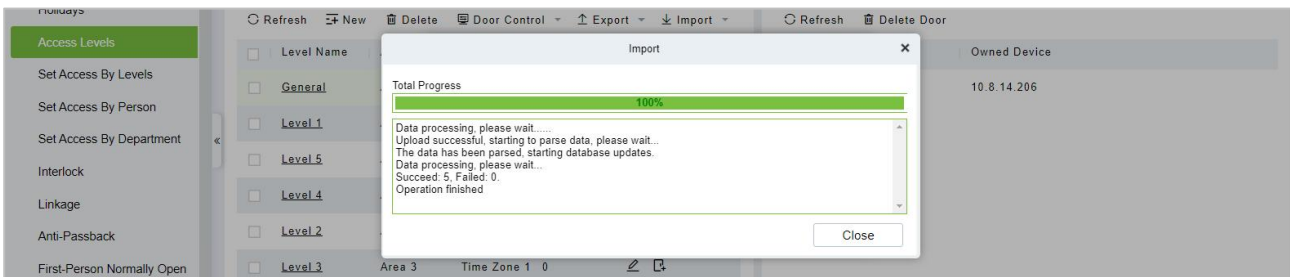 Holidays
Access Levels
Set Access By Levels
Set Access By Person
Set Access By Department
Interlock
Linkage
Anti-Passback
First-Person Normally Open
Refresh New Delete Door Control Export Import
Refresh Delete Door
Level Name
Owned Device
General
10.8.14.206
Level 1
Level 5
Level 4
Level 2
Level 3 Area 3 Time Zone 1 0
Import
Total Progress
100%
Data processing, please wait......
Upload successful, starting to parse data, please wait...
The data has been parsed, starting database updates.
Data processing, please wait...
Succeed: 5, Failed: 0.
Operation finished
Close